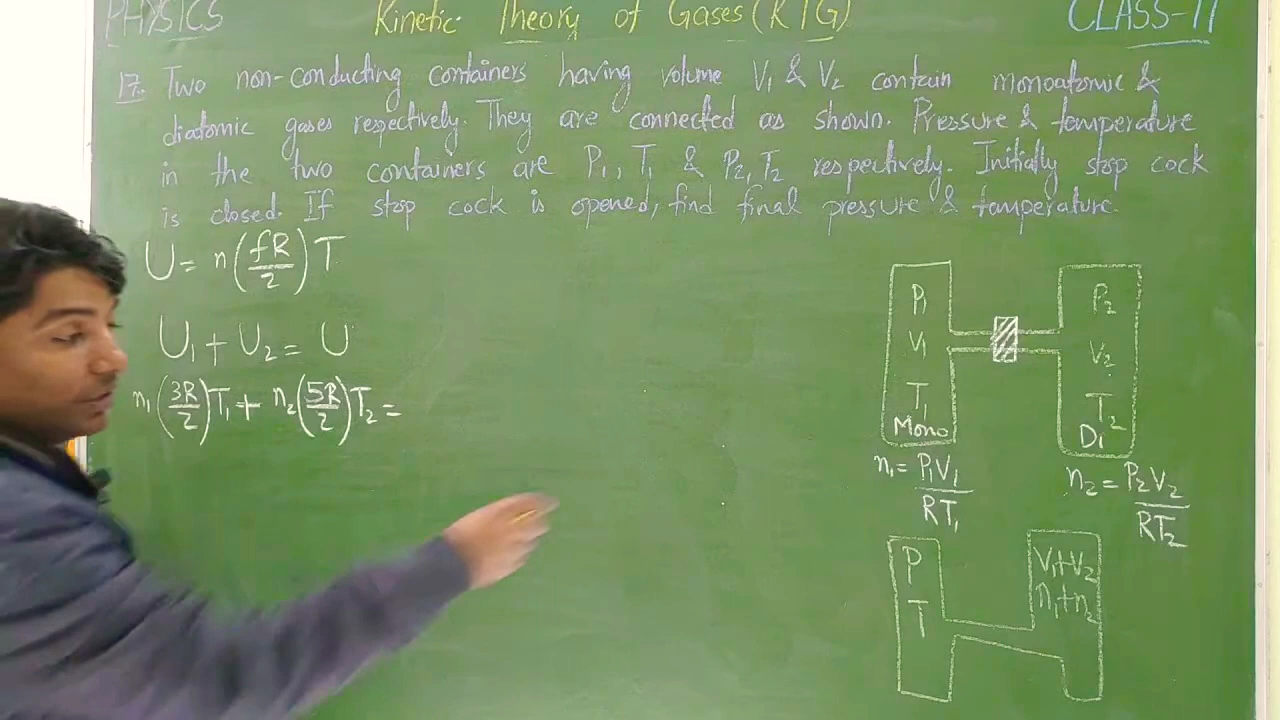 PHYSICS Kinetic Theory of Gases (KTG) CLASS-11
17. Two non-conducting containers having volume V₁ & V₂ contain monoatomic &
diatomic gases respectively. They are connected as shown. Pressure & temperature
in the two containers are P₁, T₁ & P₂, T₂ respectively. Initially stop cock
is closed. If stop cock is opened, find final pressure & temperature.
U = n(fR/2)T
U₁ + U₂ = U
n₁(3R/2)T₁ + n₂(5R/2)T₂ =
P₁
V₁
T₁
Mono
n₁ = P₁V₁/RT₁
P₂
V₂
T₂
Di
n₂ = P₂V₂/RT₂
P
T
V₁+V₂
n₁+n₂